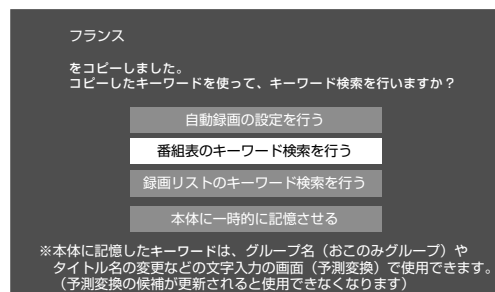 フランス
をコピーしました。
コピーしたキーワードを使って、キーワード検索を行いますか？
自動録画の設定を行う
番組表のキーワード検索を行う
録画リストのキーワード検索を行う
本体に一時的に記憶させる
※本体に記憶したキーワードは、グループ名（おこのみグループ）や
タイトル名の変更などの文字入力の画面（予測変換）で使用できます。
（予測変換の候補が更新されると使用できなくなります）